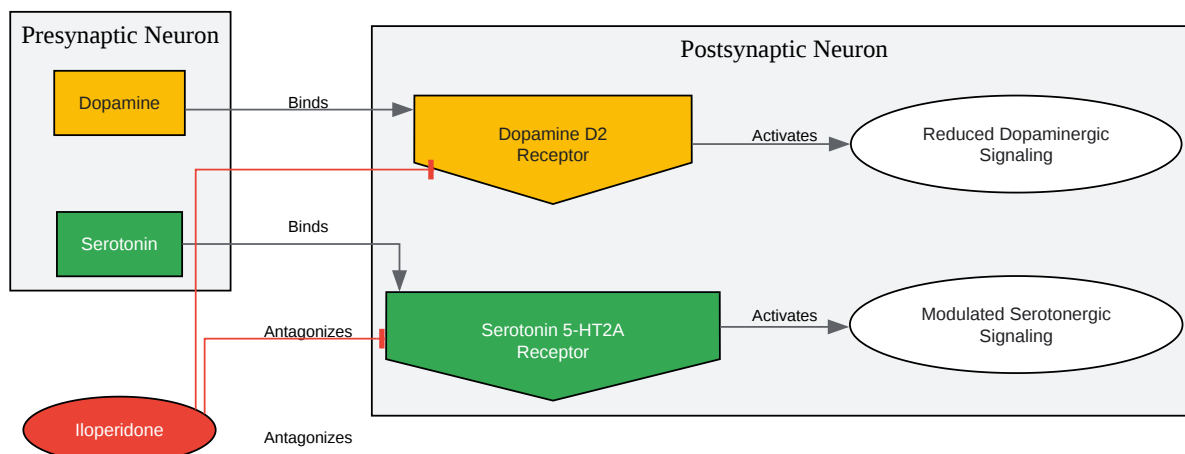 Presynaptic Neuron
Postsynaptic Neuron
Dopamine
Binds
Dopamine D2
Receptor
Activates
Reduced Dopaminergic
Signaling
Serotonin
Binds
Antagonizes
Serotonin 5-HT2A
Receptor
Activates
Modulated Serotonergic
Signaling
Iloperidone
Antagonizes